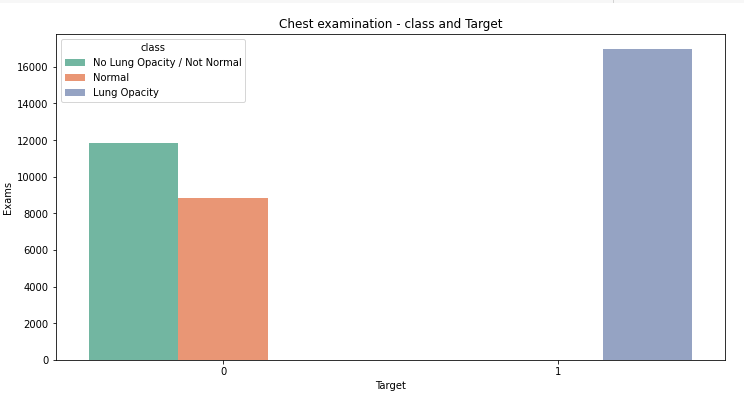 Chest examination - class and Target
class
No Lung Opacity / Not Normal
Normal
Lung Opacity
16000
14000
12000
10000
8000
6000
4000
2000
0
Exams
0 1
Target